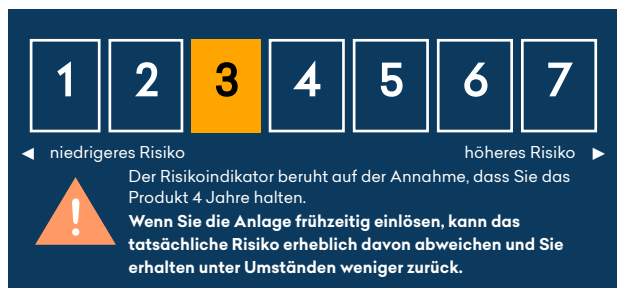 1 2 3 4 5 6 7
◄ niedrigeres Risiko höheres Risiko ►
Der Risikoindikator beruht auf der Annahme, dass Sie das
Produkt 4 Jahre halten.
Wenn Sie die Anlage frühzeitig einlösen, kann das
tatsächliche Risiko erheblich davon abweichen und Sie
erhalten unter Umständen weniger zurück.
!